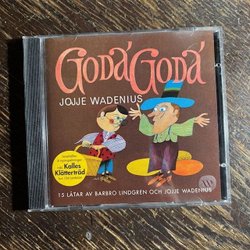 GODA'GODA'
JOJJE WADENIUS
Kalles
Klätterträd
15 LÅTAR AV BARBRO LINDGREN OCH JOJJE WADENIUS